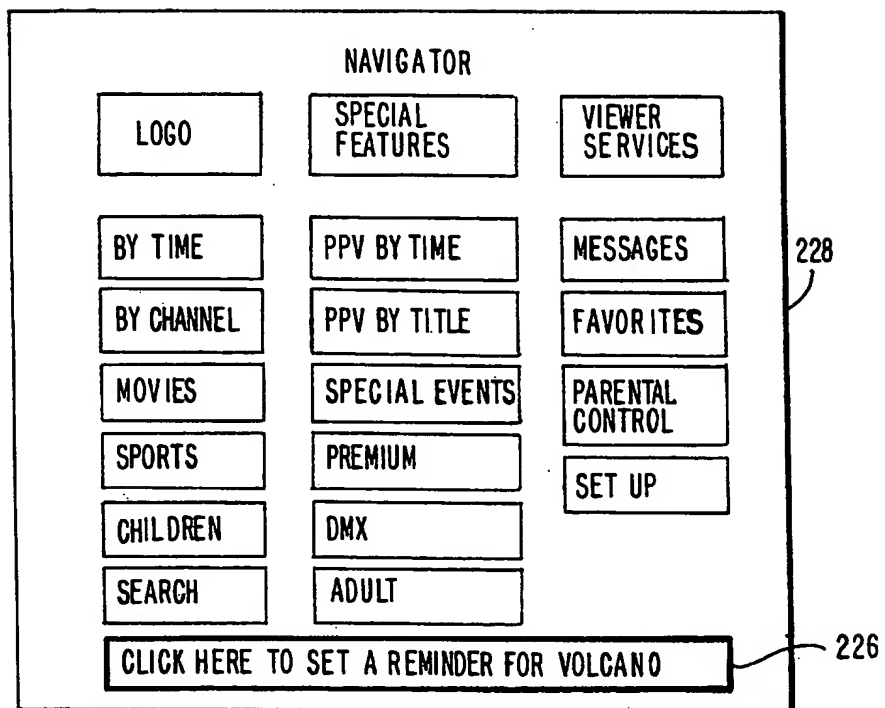 NAVIGATOR
LOGO
SPECIAL
FEATURES
VIEWER
SERVICES
BY TIME
PPV BY TIME
MESSAGES
BY CHANNEL
PPV BY TITLE
FAVORITES
MOVIES
SPECIAL EVENTS
PARENTAL
CONTROL
SPORTS
PREMIUM
SET UP
CHILDREN
DMX
SEARCH
ADULT
CLICK HERE TO SET A REMINDER FOR VOLCANO
228
226